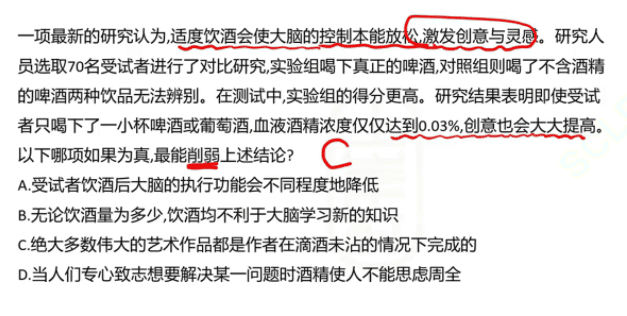 一项最新的研究认为,适度饮酒会使大脑的控制本能放松,激发创意与灵感。研究人
员选取70名受试者进行了对比研究,实验组喝下真正的啤酒,对照组则喝了不含酒精
的啤酒两种饮品无法辨别。在测试中,实验组的得分更高。研究结果表明即使受试
者只喝下了一小杯啤酒或葡萄酒,血液酒精浓度仅仅达到0.03%,创意也会大大提高。
以下哪项如果为真,最能削弱上述结论? C
A.受试者饮酒后大脑的执行功能会不同程度地降低
B.无论饮酒量为多少,饮酒均不利于大脑学习新的知识
C.绝大多数伟大的艺术作品都是作者在滴酒未沾的情况下完成的
D.当人们专心致志想要解决某一问题时酒精使人不能思虑周全